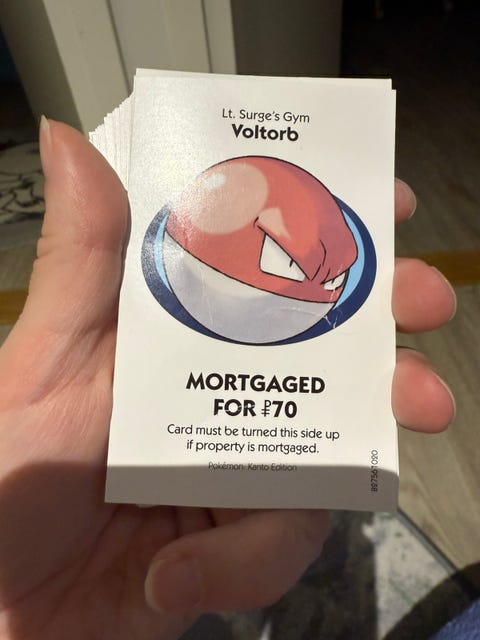 Lt. Surge's Gym
Voltorb
MORTGAGED
FOR ₽70
Card must be turned this side up
if property is mortgaged.
Pokémon: Kanto Edition
B27561020